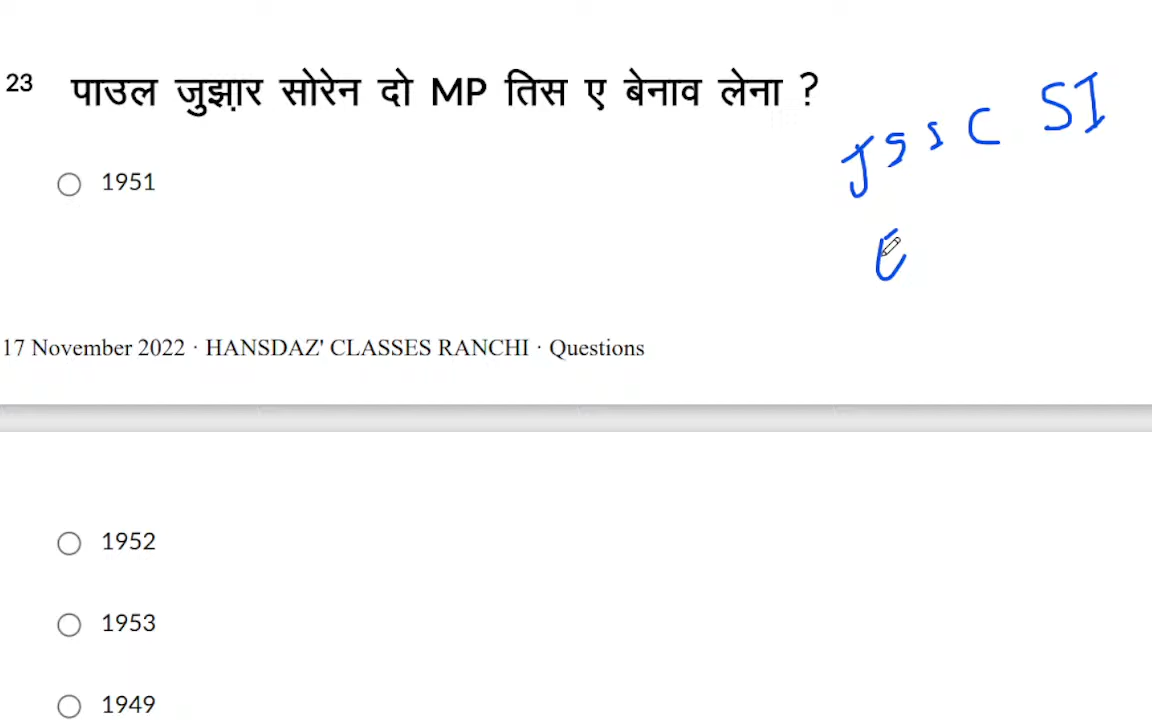 23 पाउल जुझा़र सोरेन दो MP तिस ए बेनाव लेना ?
JSSC SI
1951
E
17 November 2022 · HANSDAZ' CLASSES RANCHI · Questions
1952
1953
1949